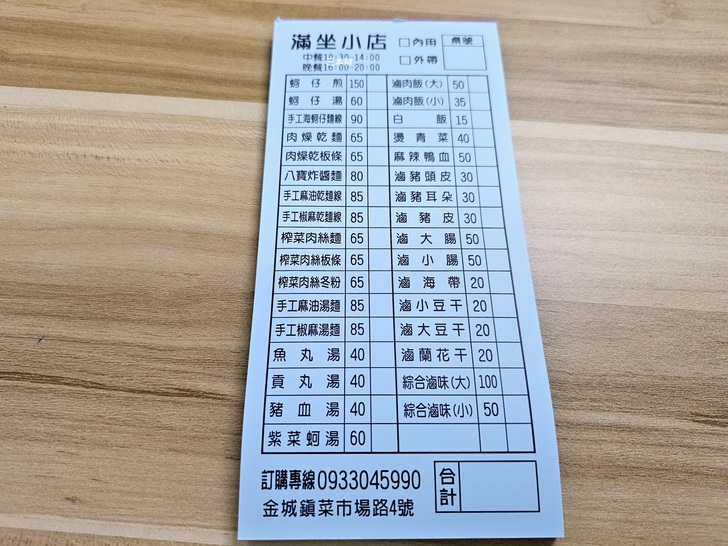 滿坐小店 □內用 桌號
中餐10:30-14:00 □外帶
晚餐16:00-20:00
蚵仔煎 150 滷肉飯(大) 50
蚵仔湯 60 滷肉飯(小) 35
手工海蚵仔麵線 90 白飯 15
肉燥乾麵 65 燙青菜 40
肉燥乾板條 65 麻辣鴨血 50
八寶炸醬麵 80 滷豬頭皮 30
手工麻油乾麵線 85 滷豬耳朵 30
手工椒麻乾麵線 85 滷豬皮 30
榨菜肉絲麵 65 滷大腸 50
榨菜肉絲板條 65 滷小腸 50
榨菜肉絲冬粉 65 滷海帶 20
手工麻油湯麵 85 滷小豆干 20
手工椒麻湯麵 85 滷大豆干 20
魚丸湯 40 滷蘭花干 20
貢丸湯 40 綜合滷味(大) 100
豬血湯 40 綜合滷味(小) 50
紫菜蚵湯 60
訂購專線0933045990 合計
金城鎮菜市場路4號